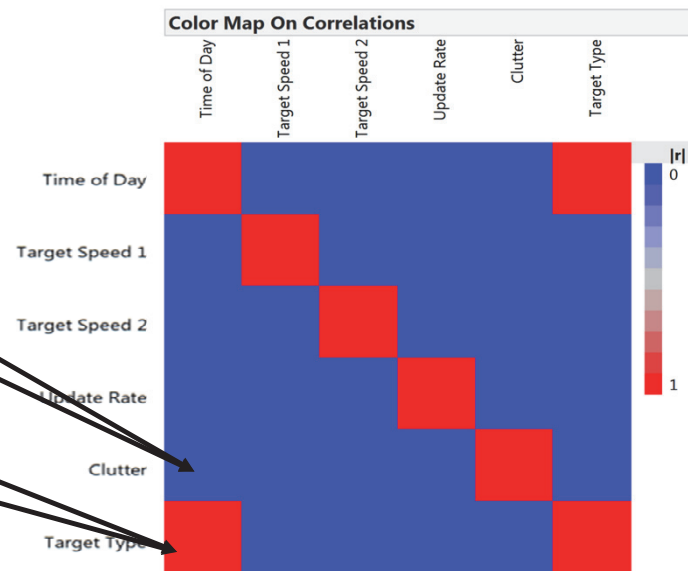 Color Map On Correlations
Time of Day
Target Speed 1
Target Speed 2
Update Rate
Clutter
Target Type
|r|
0
1
Time of Day
Target Speed 1
Target Speed 2
Update Rate
Clutter
Target Type